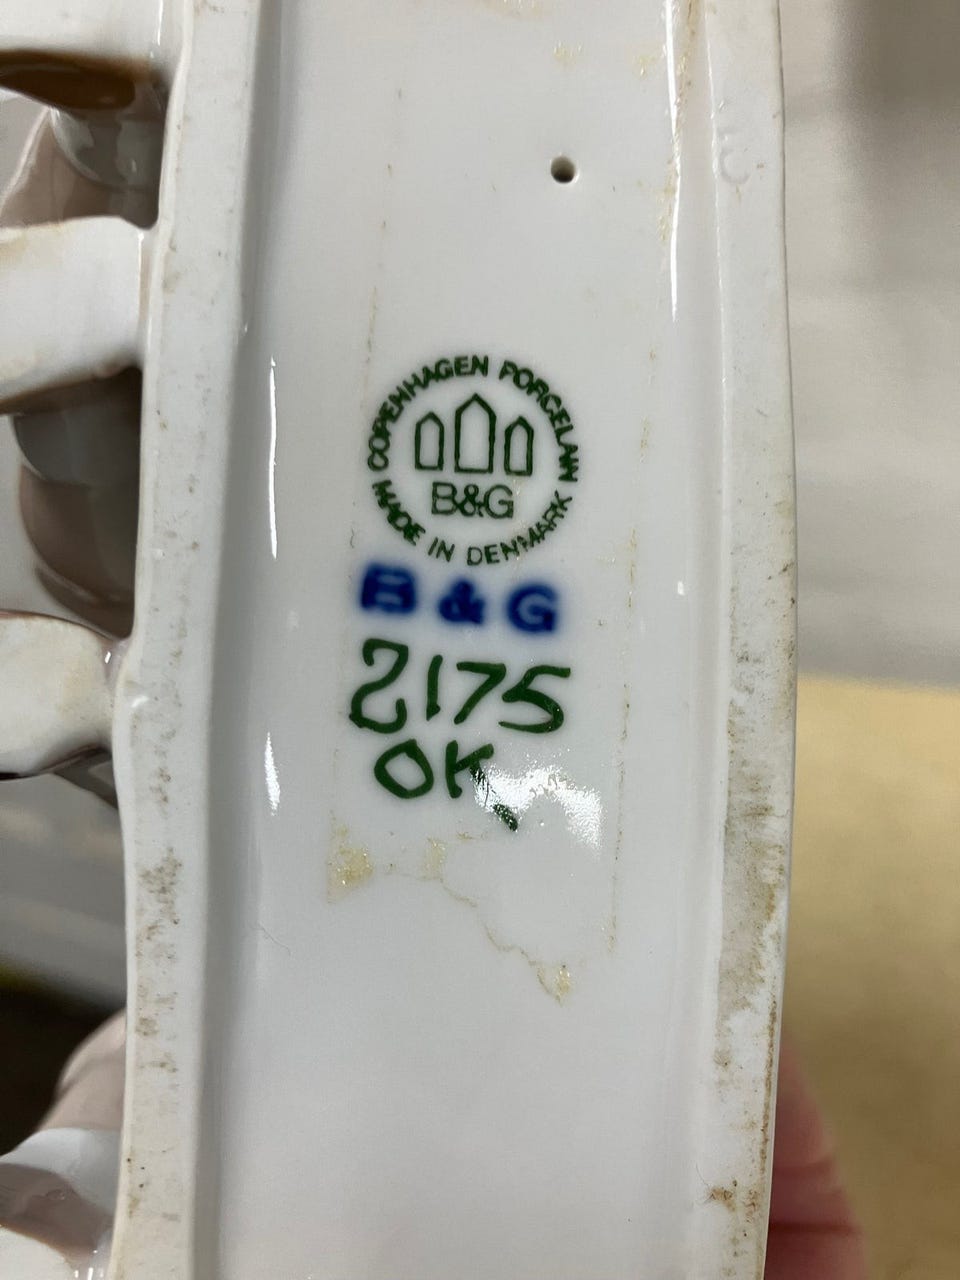 COPENHAGEN PORCELAIN
B&G
MADE IN DENMARK
B & G
2175
OK